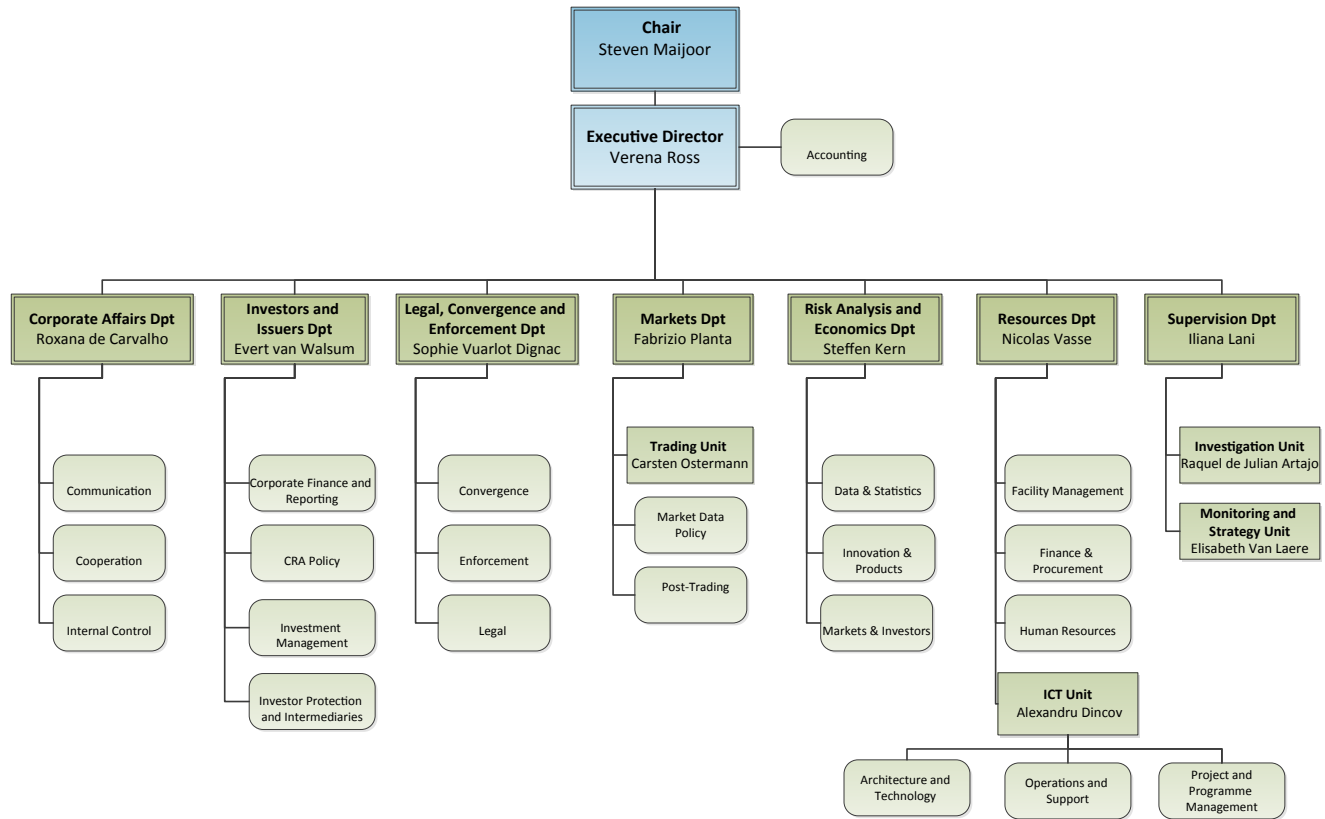 Chair
Steven Maijoor
Executive Director
Verena Ross
Accounting
Corporate Affairs Dpt
Roxana de Carvalho
Investors and
Issuers Dpt
Evert van Walsum
Legal, Convergence and
Enforcement Dpt
Sophie Vuarlot Dignac
Markets Dpt
Fabrizio Planta
Risk Analysis and
Economics Dpt
Steffen Kern
Resources Dpt
Nicolas Vasse
Supervision Dpt
Iliana Lani
Communication
Cooperation
Internal Control
Corporate Finance and
Reporting
CRA Policy
Investment
Management
Investor Protection
and Intermediaries
Convergence
Enforcement
Legal
Trading Unit
Carsten Ostermann
Market Data
Policy
Post-Trading
Data & Statistics
Innovation &
Products
Markets & Investors
Facility Management
Finance &
Procurement
Human Resources
ICT Unit
Alexandru Dincov
Architecture and
Technology
Operations and
Support
Project and
Programme
Management
Investigation Unit
Raquel de Julian Artajo
Monitoring and
Strategy Unit
Elisabeth Van Laere